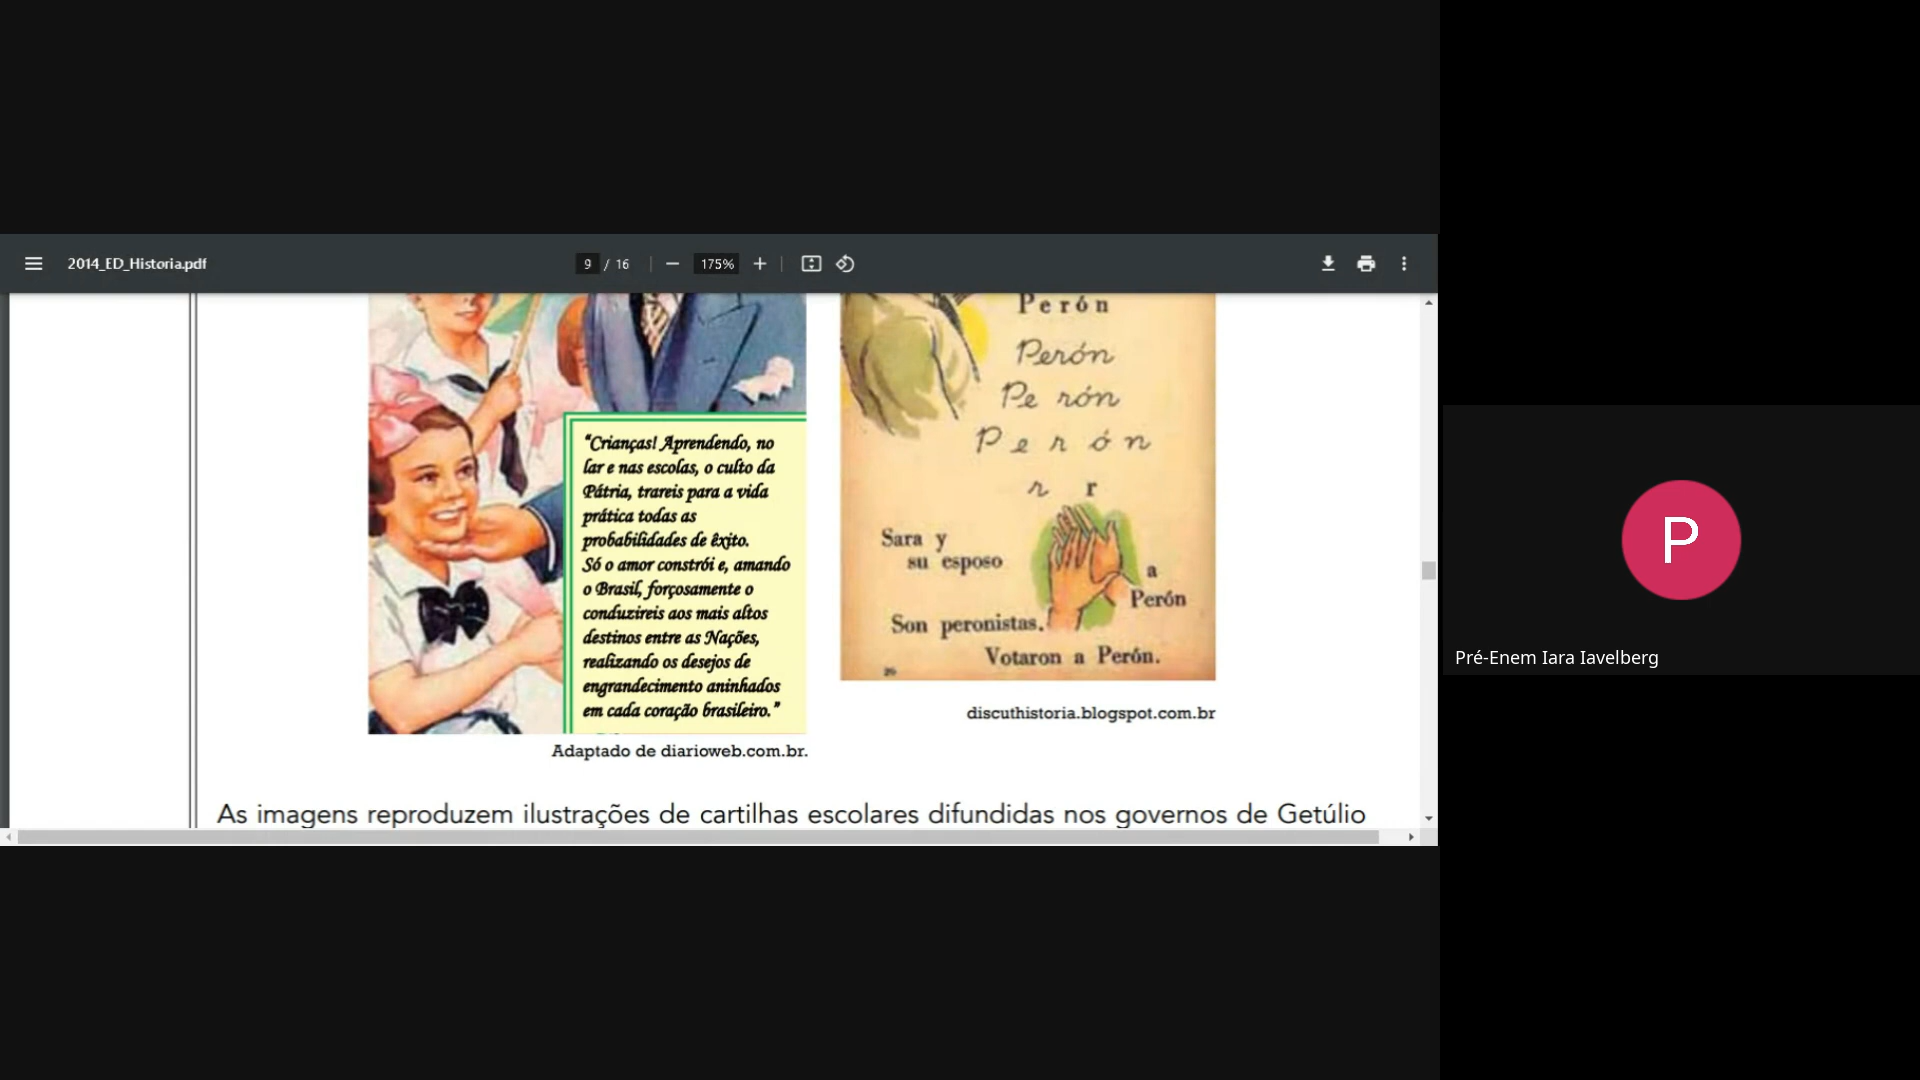 2014_ED_Historia.pdf
9 / 16
175%
Perón
Perón
Pe rón
P e r ó n
r r
"Crianças! Aprendendo, no
lar e nas escolas, o culto da
Pátria, trareis para a vida
prática todas as
probabilidades de êxito.
Só o amor constrói e, amando
o Brasil, forçosamente o
conduzireis aos mais altos
destinos entre as Nações,
realizando os desejos de
engrandecimento aninhados
em cada coração brasileiro."
Adaptado de diarioweb.com.br.
Sara y
su esposo
a
Perón
Son peronistas.
Votaron a Perón.
discuthistoria.blogspot.com.br
As imagens reproduzem ilustrações de cartilhas escolares difundidas nos governos de Getúlio
P
Pré-Enem Iara Iavelberg